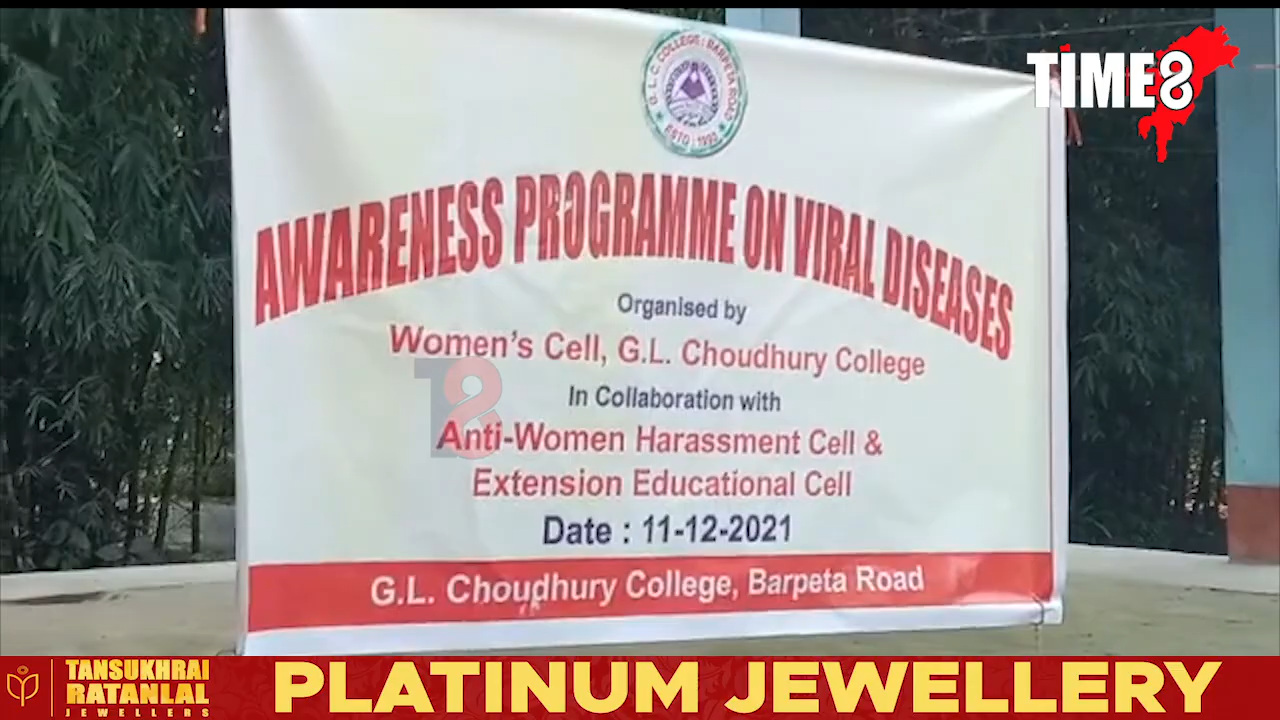 TIME8
G. L. C. COLLEGE : BARPETA ROAD
ESTD : 1992
AWARENESS PROGRAMME ON VIRAL DISEASES
Organised by
Women's Cell, G.L. Choudhury College
In Collaboration with
T8
Anti-Women Harassment Cell &
Extension Educational Cell
Date : 11-12-2021
G.L. Choudhury College, Barpeta Road
TANSUKHRAI
RATANLAL
JEWELLERS
PLATINUM JEWELLERY